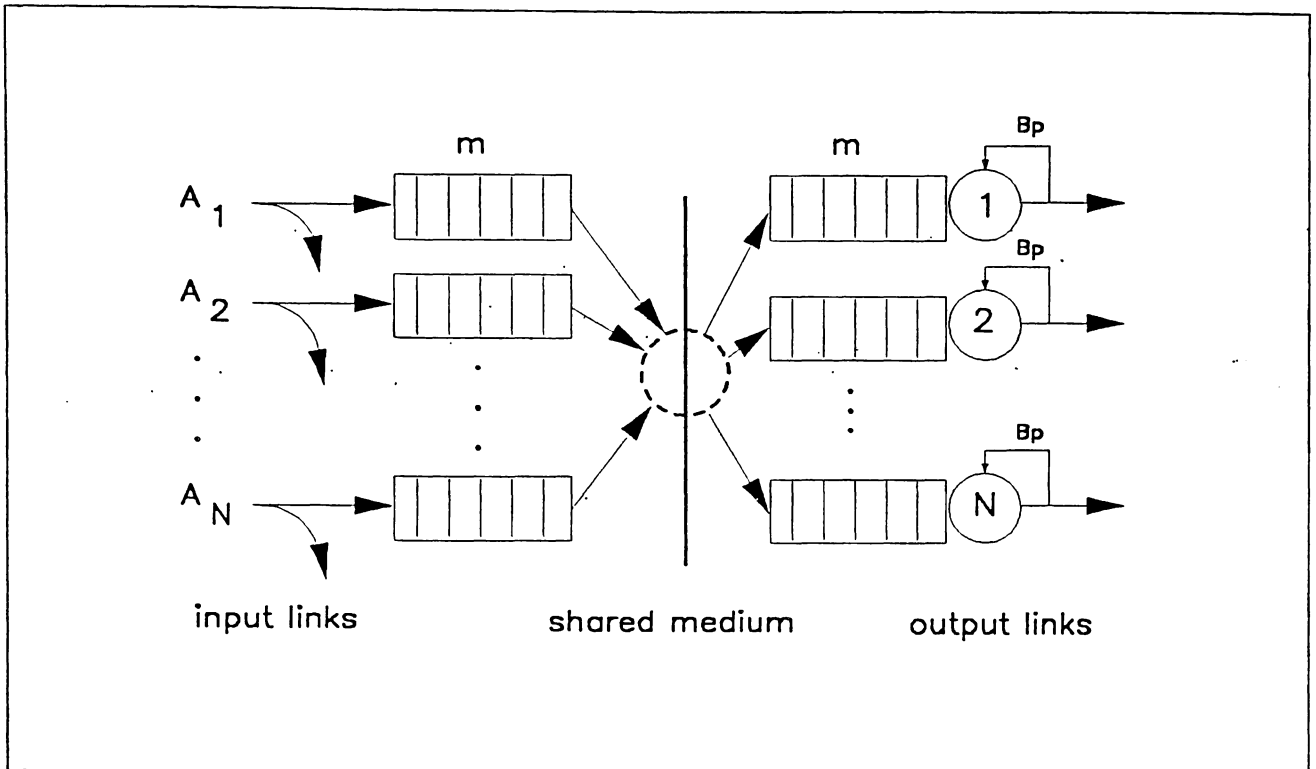 m m Bp
A 1 1
Bp
A 2 2
Bp
A N N
input links shared medium output links